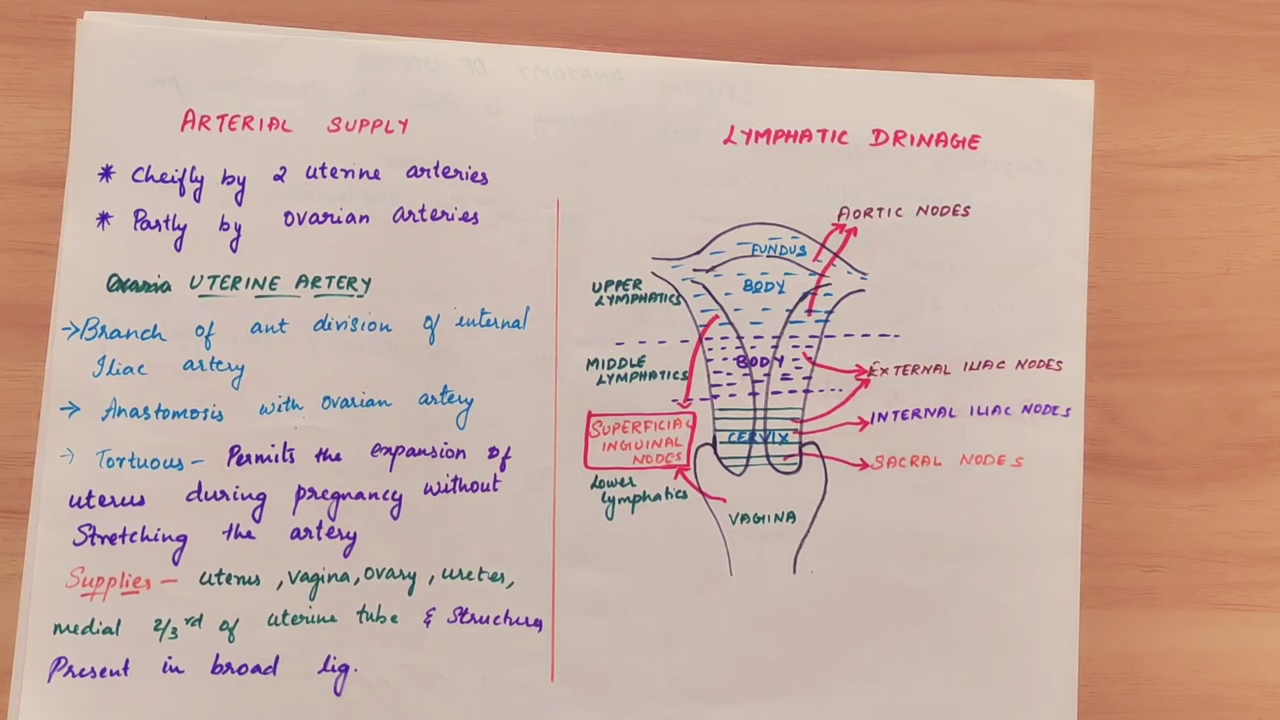 ARTERIAL SUPPLY
* Cheifly by 2 uterine arteries
* Partly by ovarian arteries
UTERINE ARTERY
→Branch of ant division of internal
Iliac artery
→ Anastomosis with ovarian artery
→ Tortuous - Permits the expansion of
uterus during pregnancy without
Stretching the artery
Supplies - uterus, vagina, ovary, ureter,
medial 2/3rd of uterine tube & Structures
Present in broad lig.
LYMPHATIC DRINAGE
AORTIC NODES
FUNDUS
UPPER
LYMPHATICS
BODY
MIDDLE
LYMPHATICS
BODY
EXTERNAL ILIAC NODES
INTERNAL ILIAC NODES
SUPERFICIAL
INGUINAL
NODES
CERVIX
SACRAL NODES
Lower
lymphatics
VAGINA